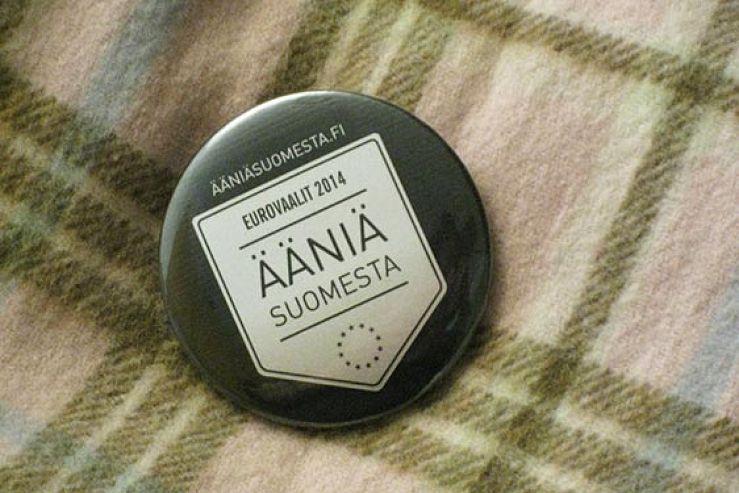 ÄÄNIÄSUOMESTA.FI
EUROVAALIT 2014
ÄÄNIÄ
SUOMESTA